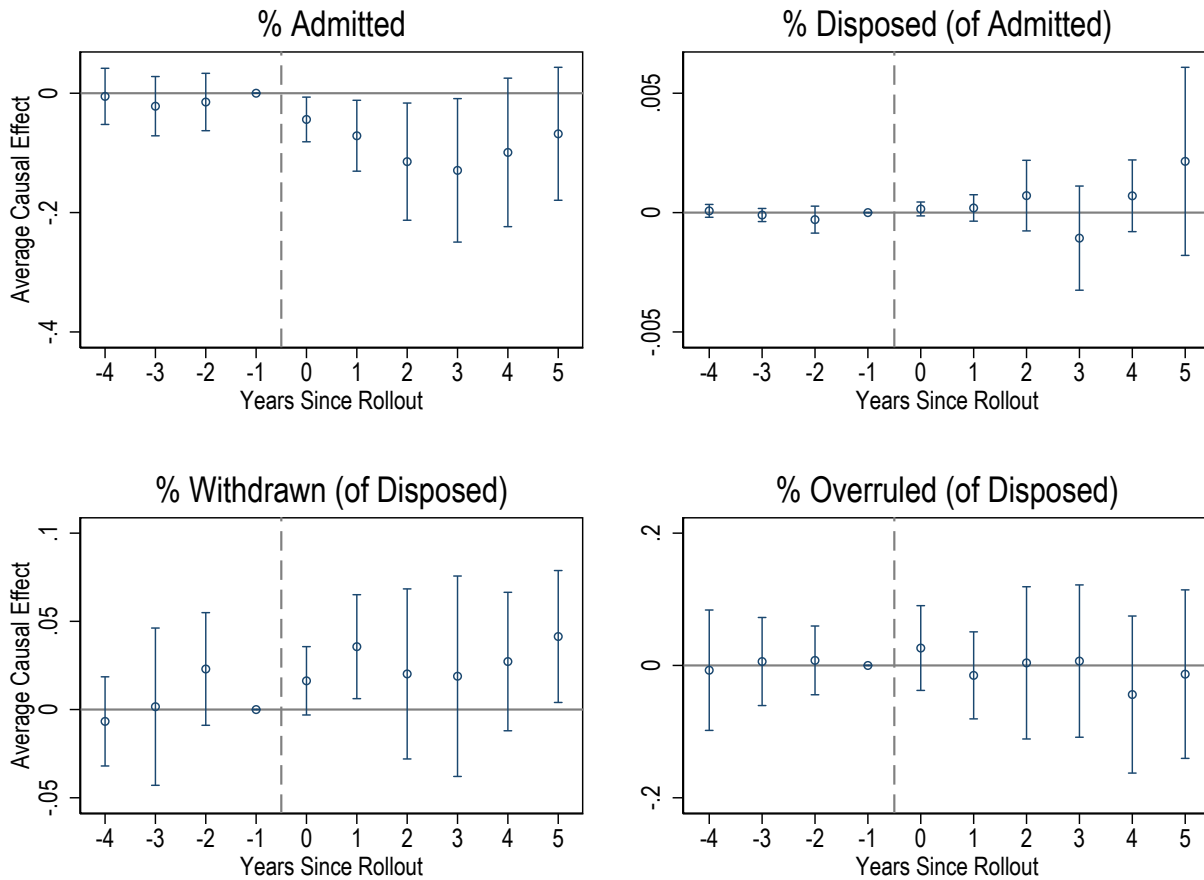 % Admitted
Average Causal Effect
0
-.2
-.4
-4 -3 -2 -1 0 1 2 3 4 5
Years Since Rollout
% Disposed (of Admitted)
.005
0
-.005
-4 -3 -2 -1 0 1 2 3 4 5
Years Since Rollout
% Withdrawn (of Disposed)
Average Causal Effect
.1
.05
0
-.05
-4 -3 -2 -1 0 1 2 3 4 5
Years Since Rollout
% Overruled (of Disposed)
.2
0
-.2
-4 -3 -2 -1 0 1 2 3 4 5
Years Since Rollout